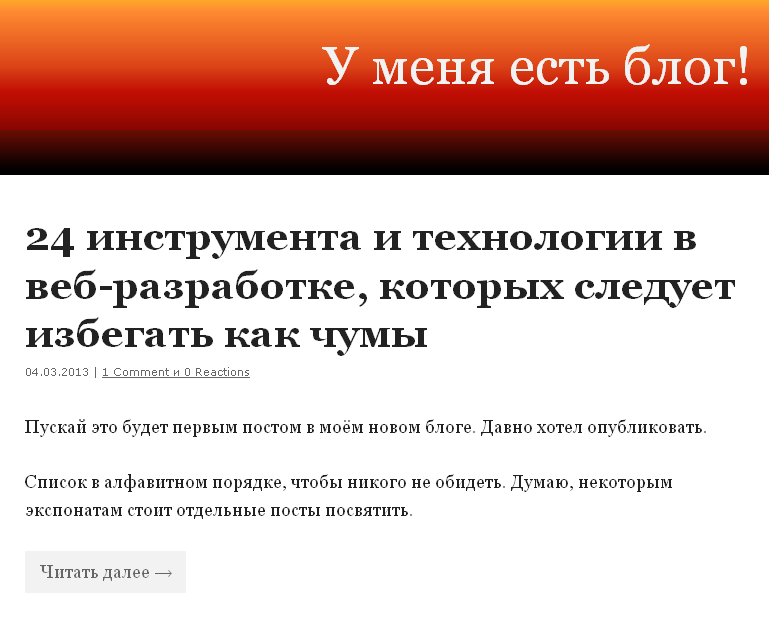 У меня есть блог!
24 инструмента и технологии в
веб-разработке, которых следует
избегать как чумы
04.03.2013 | 1 Comment и 0 Reactions
Пускай это будет первым постом в моём новом блоге. Давно хотел опубликовать.
Список в алфавитном порядке, чтобы никого не обидеть. Думаю, некоторым
экспонатам стоит отдельные посты посвятить.
Читать далее →